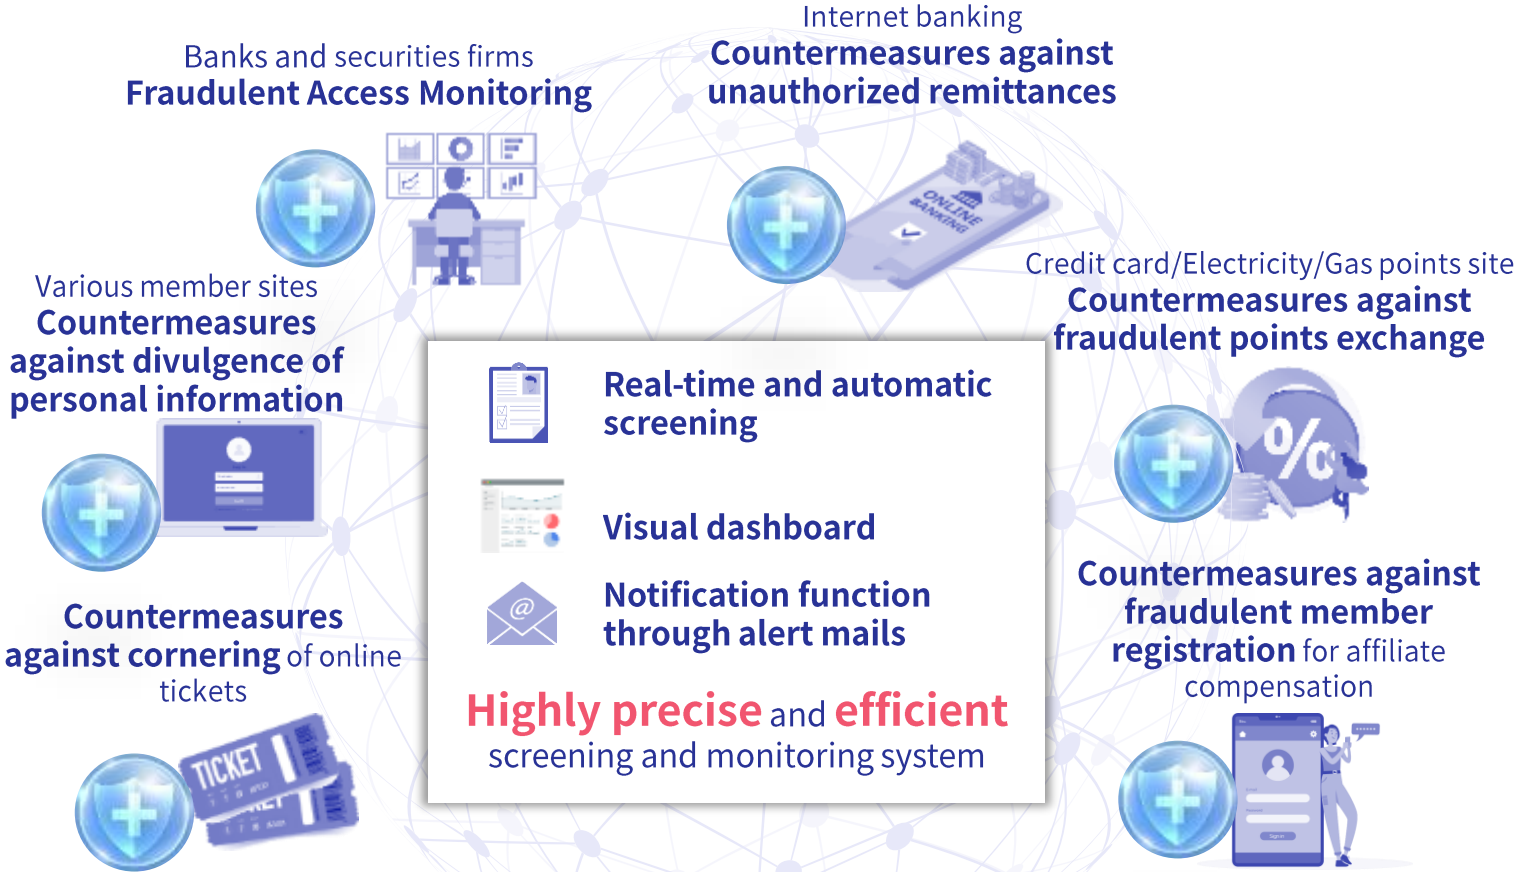 Banks and securities firms
Fraudulent Access Monitoring
Internet banking
Countermeasures against
unauthorized remittances
ONLINE
BANKING
Various member sites
Countermeasures
against divulgence of
personal information
Credit card/Electricity/Gas points site
Countermeasures against
fraudulent points exchange
%
Real-time and automatic
screening
Visual dashboard
@
Notification function
through alert mails
Highly precise and efficient
screening and monitoring system
Countermeasures
against cornering of online
tickets
TICKET
Countermeasures against
fraudulent member
registration for affiliate
compensation
Sign in